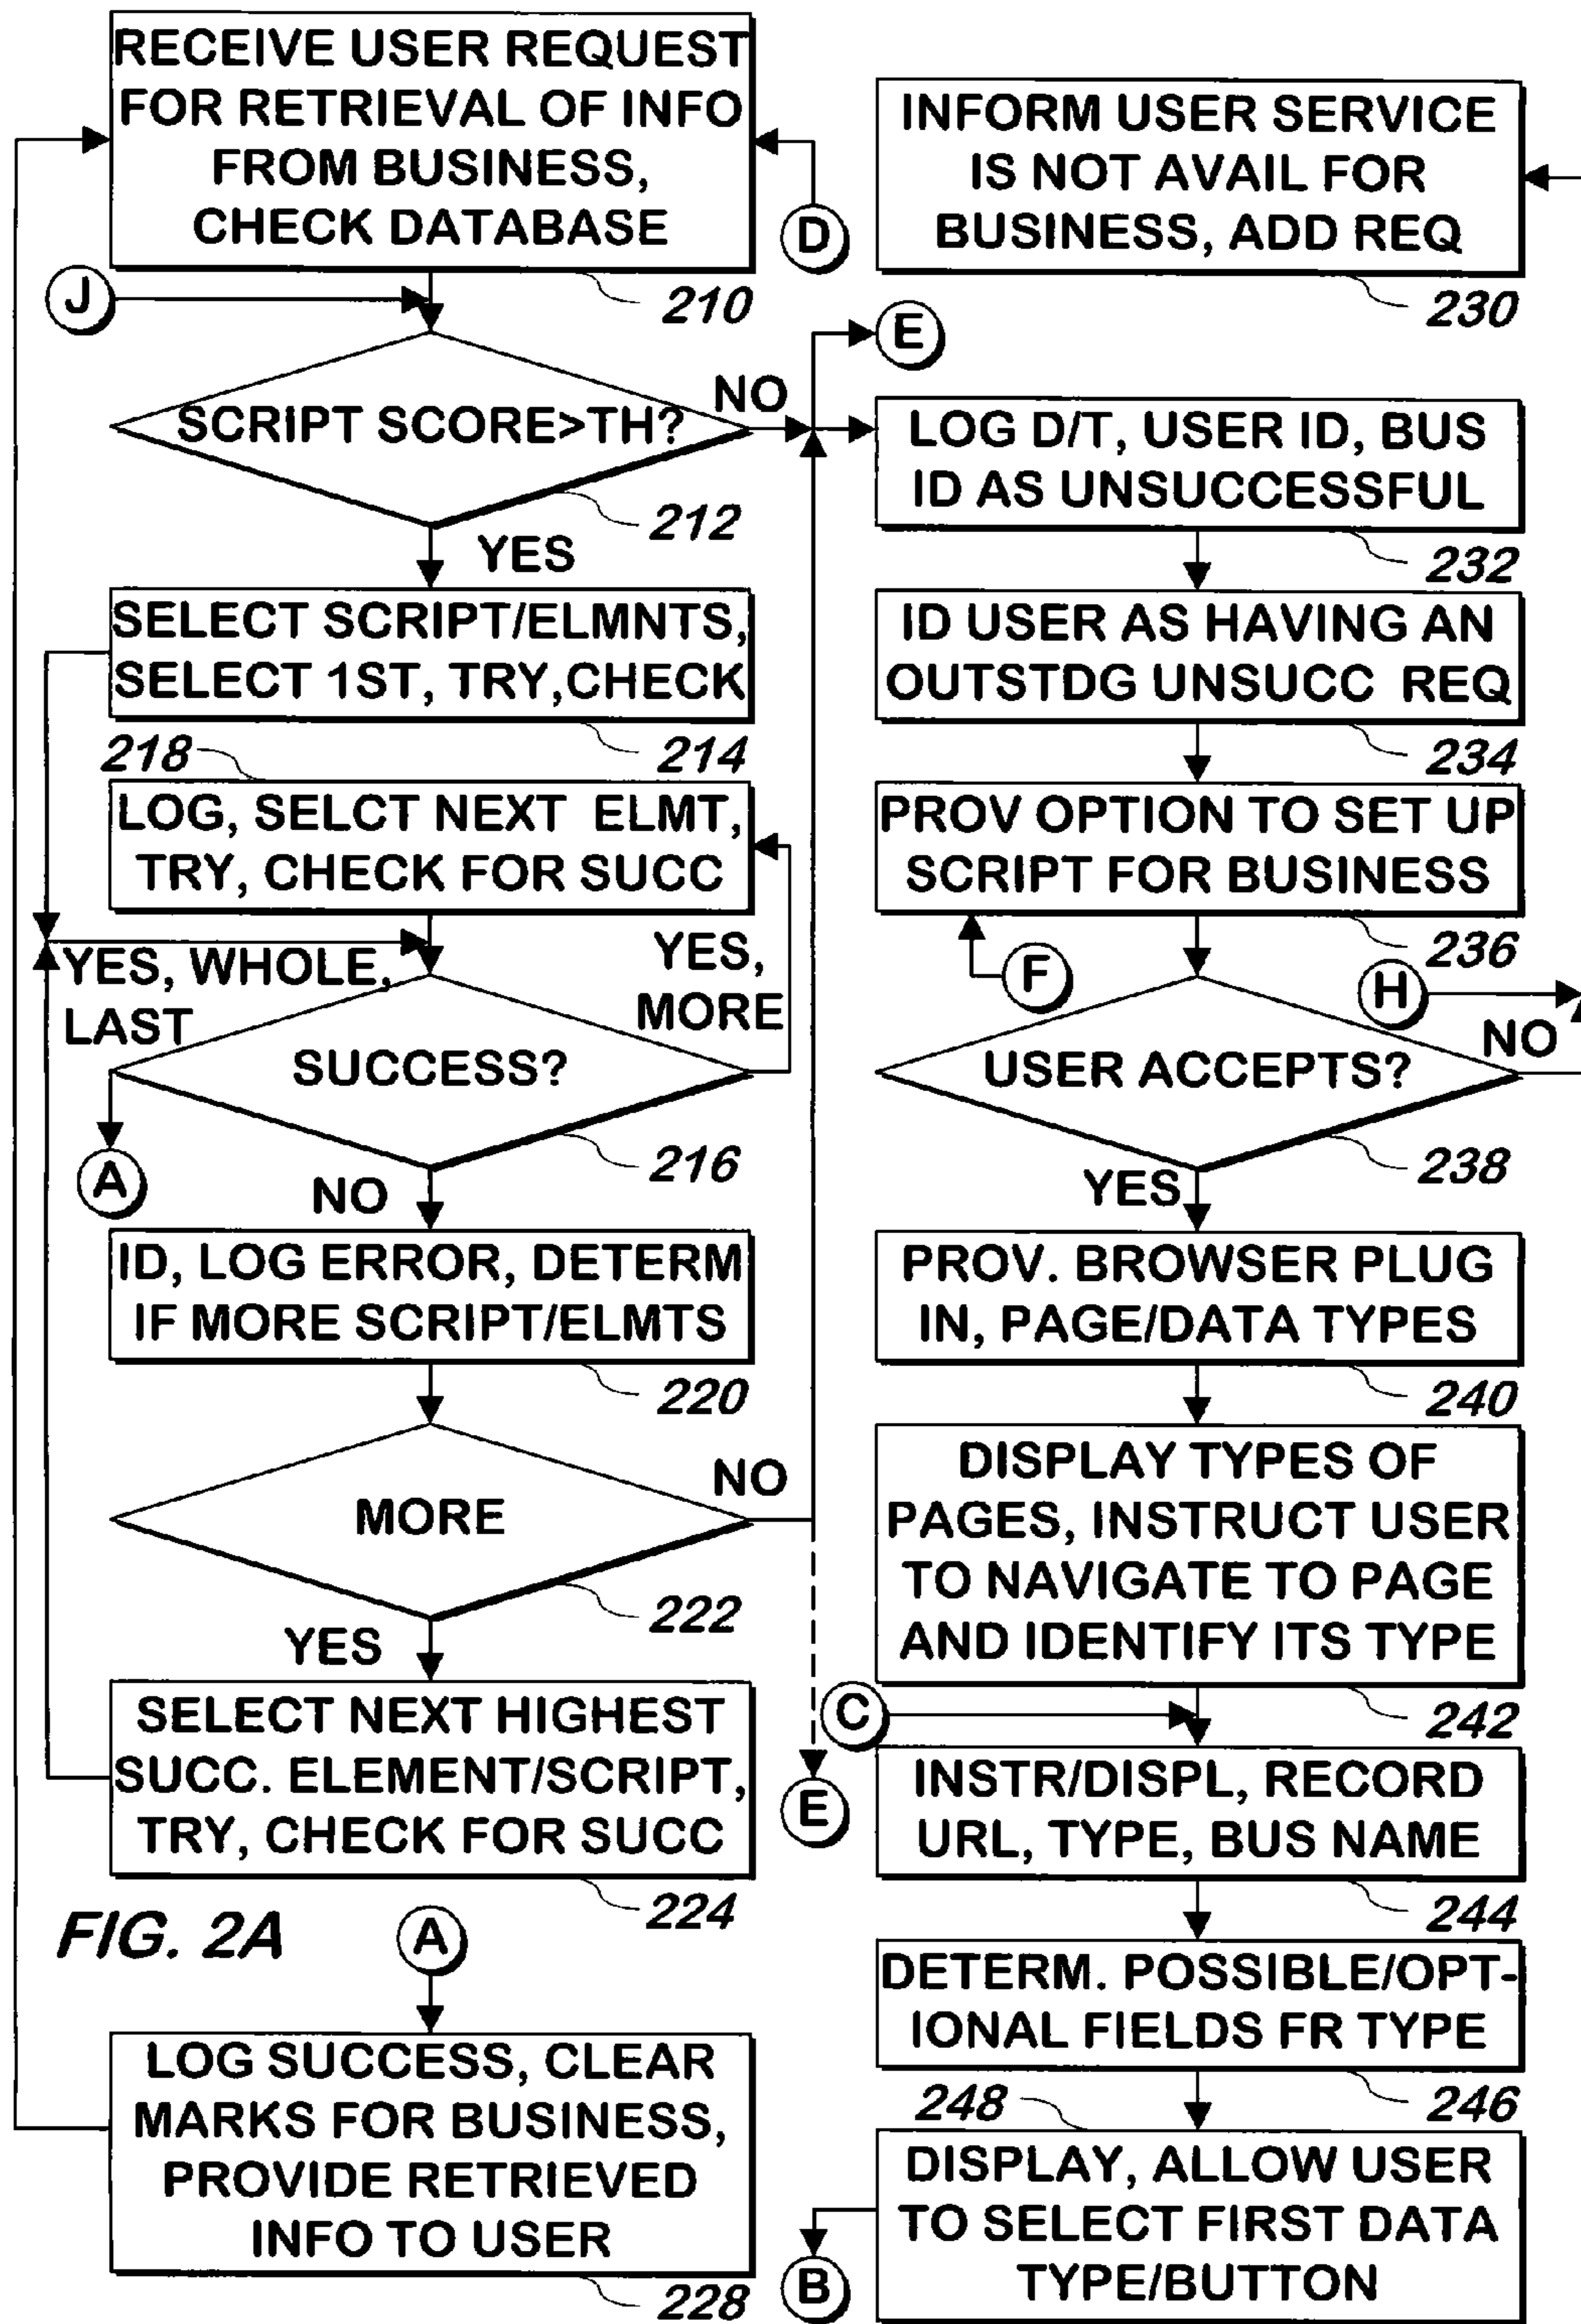 RECEIVE USER REQUEST
FOR RETRIEVAL OF INFO
FROM BUSINESS,
CHECK DATABASE
D
J
210
SCRIPT SCORE>TH?
NO
212
YES
SELECT SCRIPT/ELMNTS,
SELECT 1ST, TRY,CHECK
214
218
LOG, SELCT NEXT ELMT,
TRY, CHECK FOR SUCC
YES, WHOLE,
LAST
YES,
MORE
SUCCESS?
216
A
NO
ID, LOG ERROR, DETERM
IF MORE SCRIPT/ELMTS
220
MORE
NO
222
YES
SELECT NEXT HIGHEST
SUCC. ELEMENT/SCRIPT,
TRY, CHECK FOR SUCC
224
E
FIG. 2A
A
LOG SUCCESS, CLEAR
MARKS FOR BUSINESS,
PROVIDE RETRIEVED
INFO TO USER
228
INFORM USER SERVICE
IS NOT AVAIL FOR
BUSINESS, ADD REQ
230
E
LOG D/T, USER ID, BUS
ID AS UNSUCCESSFUL
232
ID USER AS HAVING AN
OUTSTDG UNSUCC REQ
234
PROV OPTION TO SET UP
SCRIPT FOR BUSINESS
236
F
H
NO
USER ACCEPTS?
238
YES
PROV. BROWSER PLUG
IN, PAGE/DATA TYPES
240
DISPLAY TYPES OF
PAGES, INSTRUCT USER
TO NAVIGATE TO PAGE
AND IDENTIFY ITS TYPE
242
C
INSTR/DISPL, RECORD
URL, TYPE, BUS NAME
244
DETERM. POSSIBLE/OPT-
IONAL FIELDS FR TYPE
246
248
DISPLAY, ALLOW USER
TO SELECT FIRST DATA
TYPE/BUTTON
B